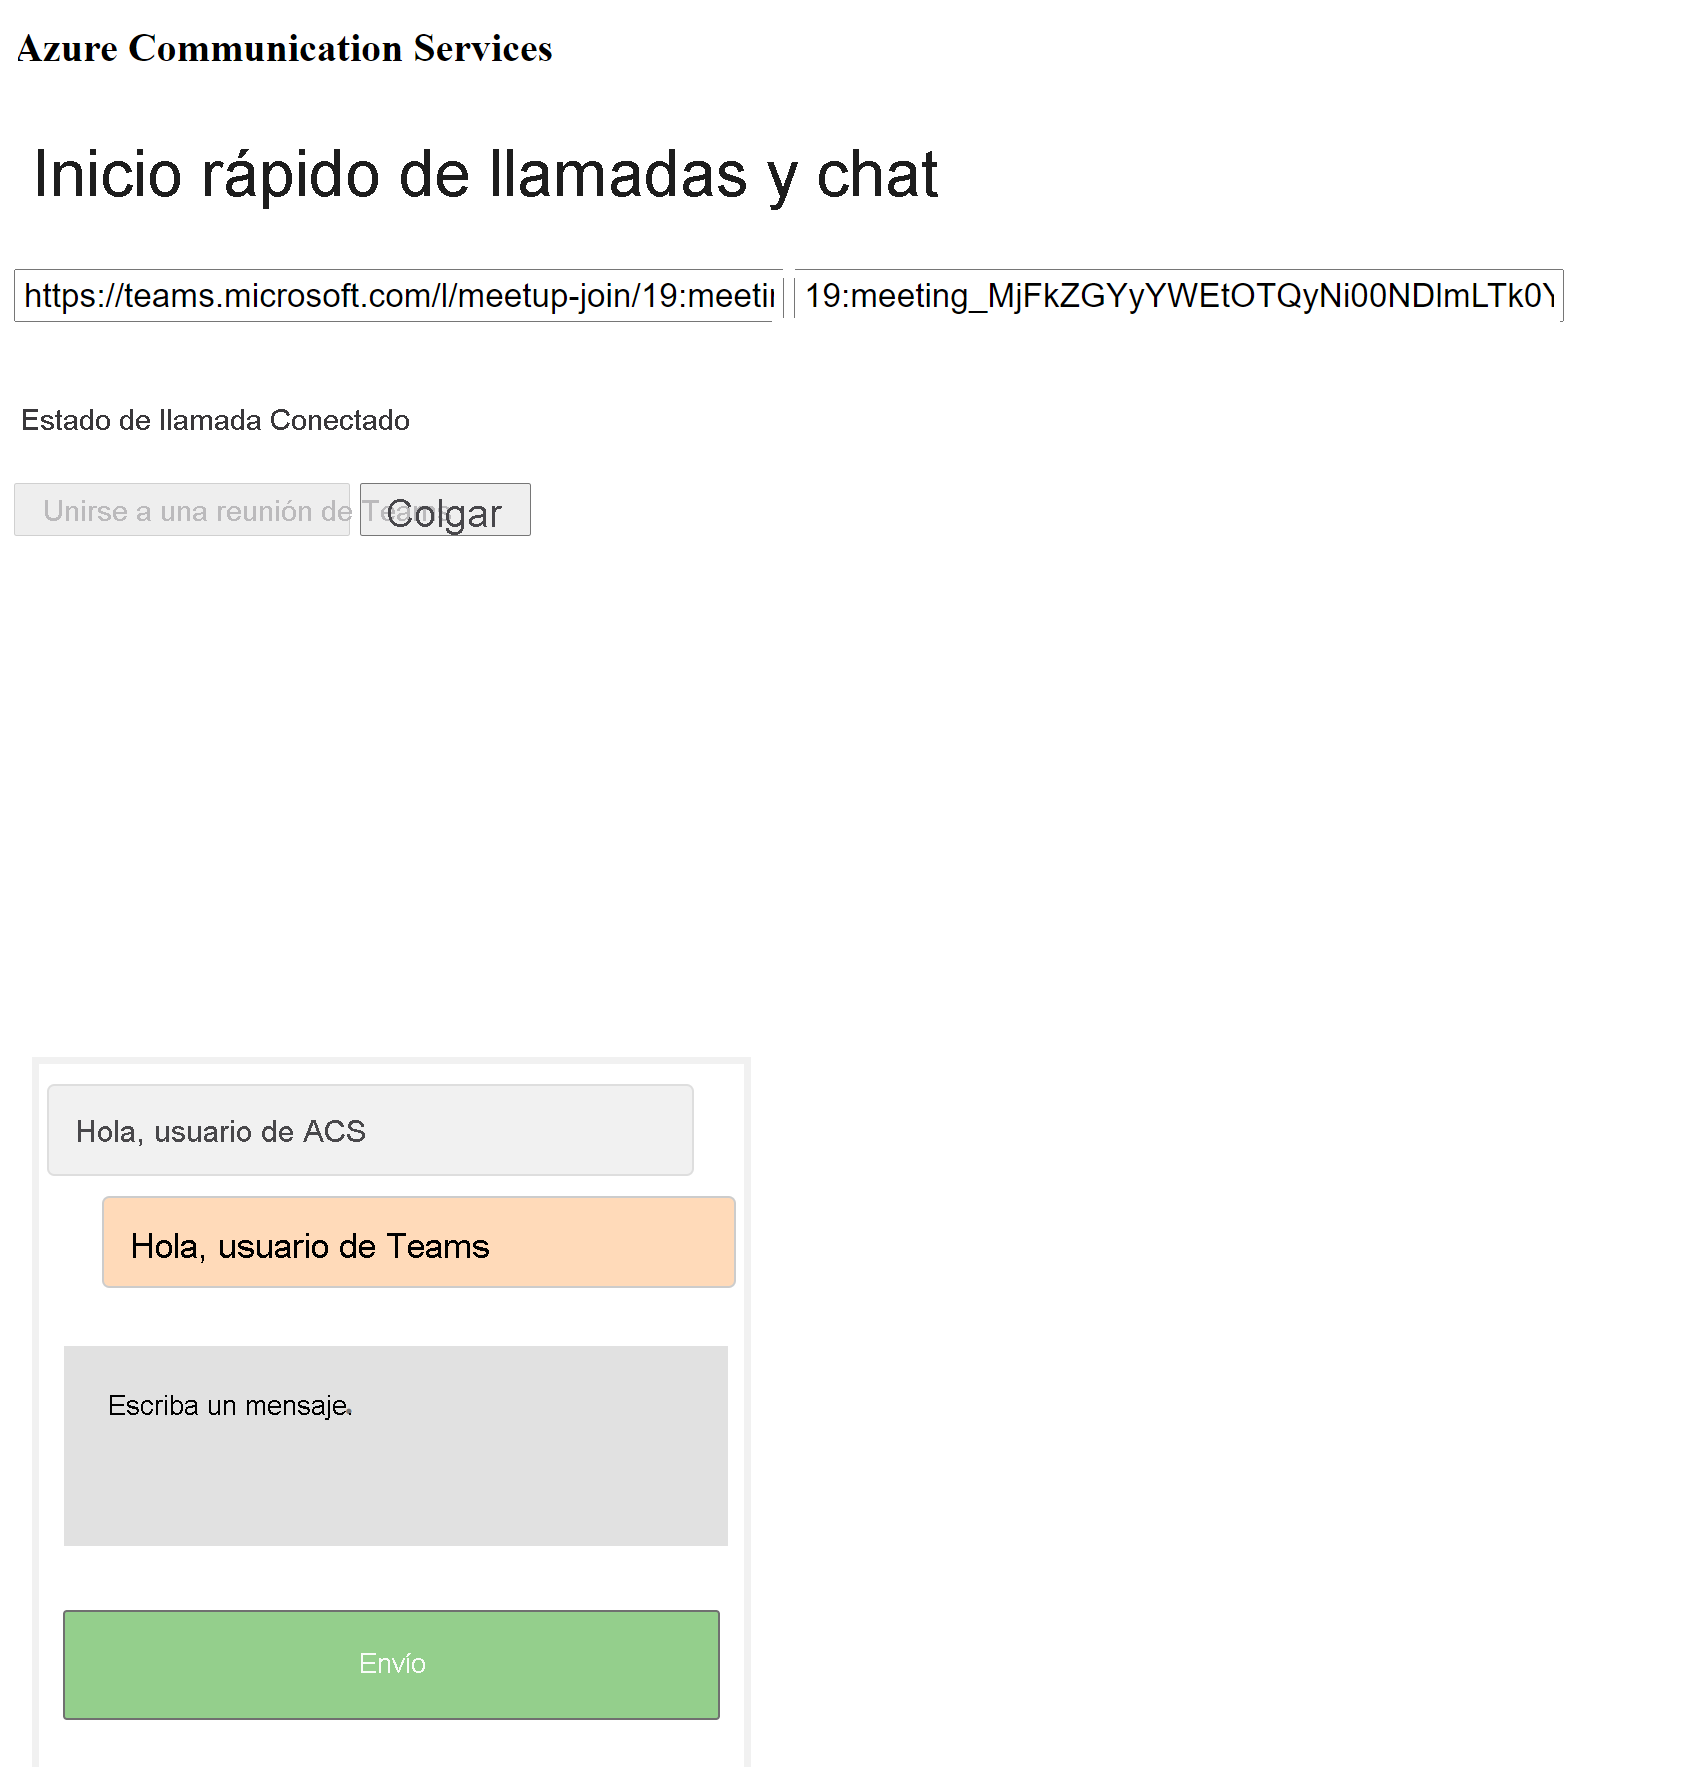 Azure Communication Services
Inicio rápido de llamadas y chat
https://teams.microsoft.com/l/meetup-join/19:meetin 19:meeting_MjFkZGYyYWEtOTQyNi00NDlmLTk0Y
Estado de llamada Conectado
Unirse a una reunión de Teams Colgar
Hola, usuario de ACS
Hola, usuario de Teams
Escriba un mensaje.
Envío